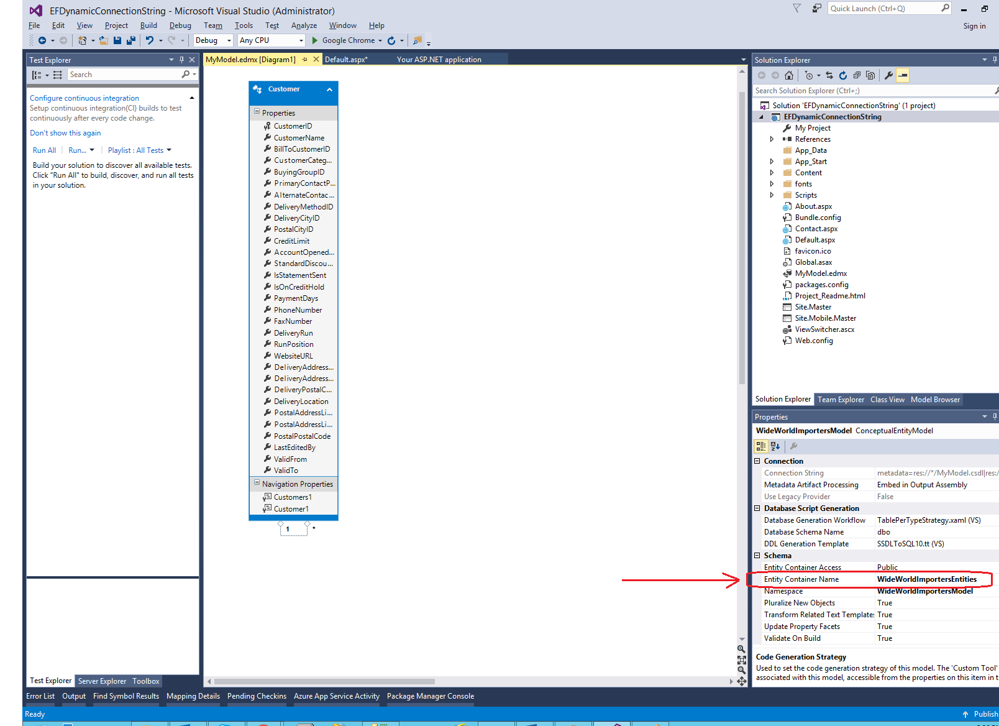 EFDynamicConnectionString - Microsoft Visual Studio (Administrator)
Quick Launch (Ctrl+Q)
File Edit View Project Build Debug Team Tools Test Analyze Window Help
Sign in
Debug Any CPU Google Chrome
Test Explorer
Search
Configure continuous integration
Setup continuous integration(CI) builds to test
continuously after every code change.
Don't show this again
Run All Run... Playlist : All Tests
Build your solution to discover all available tests.
Click "Run All" to build, discover, and run all tests
in your solution.
Test Explorer Server Explorer Toolbox
MyModel.edmx [Diagram1] Default.aspx* Your ASP.NET application
Customer
Properties
CustomerID
CustomerName
BillToCustomerID
CustomerCateg...
BuyingGroupID
PrimaryContactP...
AlternateContac...
DeliveryMethodID
DeliveryCityID
PostalCityID
CreditLimit
AccountOpened...
StandardDiscou...
IsStatementSent
IsOnCreditHold
PaymentDays
PhoneNumber
FaxNumber
DeliveryRun
RunPosition
WebsiteURL
DeliveryAddress...
DeliveryAddress...
DeliveryPostalC...
DeliveryLocation
PostalAddressLi...
PostalAddressLi...
PostalPostalCode
LastEditedBy
ValidFrom
ValidTo
Navigation Properties
Customers1
Customer1
1 *
Solution Explorer
Search Solution Explorer (Ctrl+;)
Solution 'EFDynamicConnectionString' (1 project)
EFDynamicConnectionString
My Project
References
App_Data
App_Start
Content
fonts
Scripts
About.aspx
Bundle.config
Contact.aspx
Default.aspx
favicon.ico
Global.asax
MyModel.edmx
packages.config
Project_Readme.html
Site.Master
Site.Mobile.Master
ViewSwitcher.ascx
Web.config
Solution Explorer Team Explorer Class View Model Browser
Properties
WideWorldImportersModel ConceptualEntityModel
Connection
Connection String metadata=res://*/MyModel.csdl|res:/
Metadata Artifact Processing Embed in Output Assembly
Use Legacy Provider False
Database Script Generation
Database Generation Workflow TablePerTypeStrategy.xaml (VS)
Database Schema Name dbo
DDL Generation Template SSDLToSQL10.tt (VS)
Schema
Entity Container Access Public
Entity Container Name WideWorldImportersEntities
Namespace WideWorldImportersModel
Pluralize New Objects True
Transform Related Text Templates True
Update Property Facets True
Validate On Build True
Code Generation Strategy
Used to set the code generation strategy of this model. The 'Custom Tool'
associated with this model, accessible from the properties on this item in t
Error List Output Find Symbol Results Mapping Details Pending Checkins Azure App Service Activity Package Manager Console
Ready
Publish